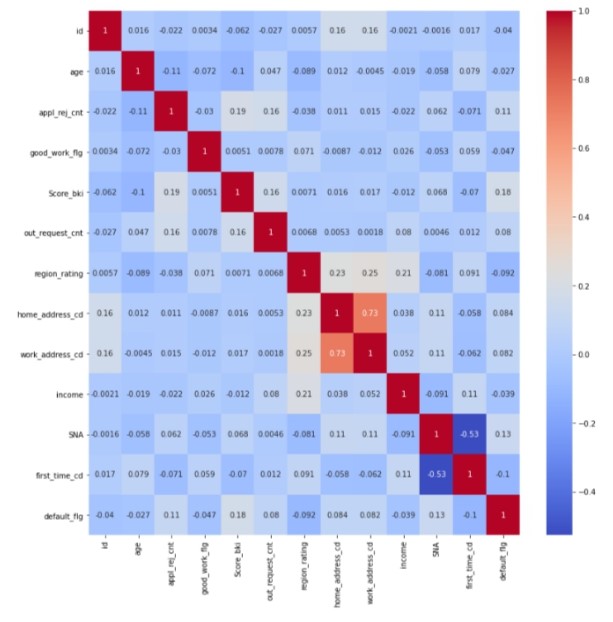 id 1 0.016 -0.022 0.0034 -0.062 -0.027 0.0057 0.16 0.16 -0.0021 -0.0016 0.017 -0.04
age 0.016 1 -0.11 -0.072 -0.1 0.047 -0.089 0.012 -0.0045 -0.019 -0.058 0.079 -0.027
appl_rej_cnt -0.022 -0.11 1 -0.03 0.19 0.16 -0.038 0.011 0.015 -0.022 0.062 -0.071 0.11
good_work_flg 0.0034 -0.072 -0.03 1 0.0051 0.0078 0.071 -0.0087 -0.012 0.026 -0.053 0.059 -0.047
Score_bki -0.062 -0.1 0.19 0.0051 1 0.16 0.0071 0.016 0.017 -0.012 0.068 -0.07 0.18
out_request_cnt -0.027 0.047 0.16 0.0078 0.16 1 0.0068 0.0053 0.0018 0.08 0.0046 0.012 0.08
region_rating 0.0057 -0.089 -0.038 0.071 0.0071 0.0068 1 0.23 0.25 0.21 -0.081 0.091 -0.092
home_address_cd 0.16 0.012 0.011 -0.0087 0.016 0.0053 0.23 1 0.73 0.038 0.11 -0.058 0.084
work_address_cd 0.16 -0.0045 0.015 -0.012 0.017 0.0018 0.25 0.73 1 0.052 0.11 -0.062 0.082
income -0.0021 -0.019 -0.022 0.026 -0.012 0.08 0.21 0.038 0.052 1 -0.091 0.11 -0.039
SNA -0.0016 -0.058 0.062 -0.053 0.068 0.0046 -0.081 0.11 0.11 -0.091 1 -0.53 0.13
first_time_cd 0.017 0.079 -0.071 0.059 -0.07 0.012 0.091 -0.058 -0.062 0.11 -0.53 1 -0.1
default_flg -0.04 -0.027 0.11 -0.047 0.18 0.08 -0.092 0.084 0.082 -0.039 0.13 -0.1 1
id
age
appl_rej_cnt
good_work_flg
Score_bki
out_request_cnt
region_rating
home_address_cd
work_address_cd
income
SNA
first_time_cd
default_flg
1.0
0.8
0.6
0.4
0.2
0.0
-0.2
-0.4